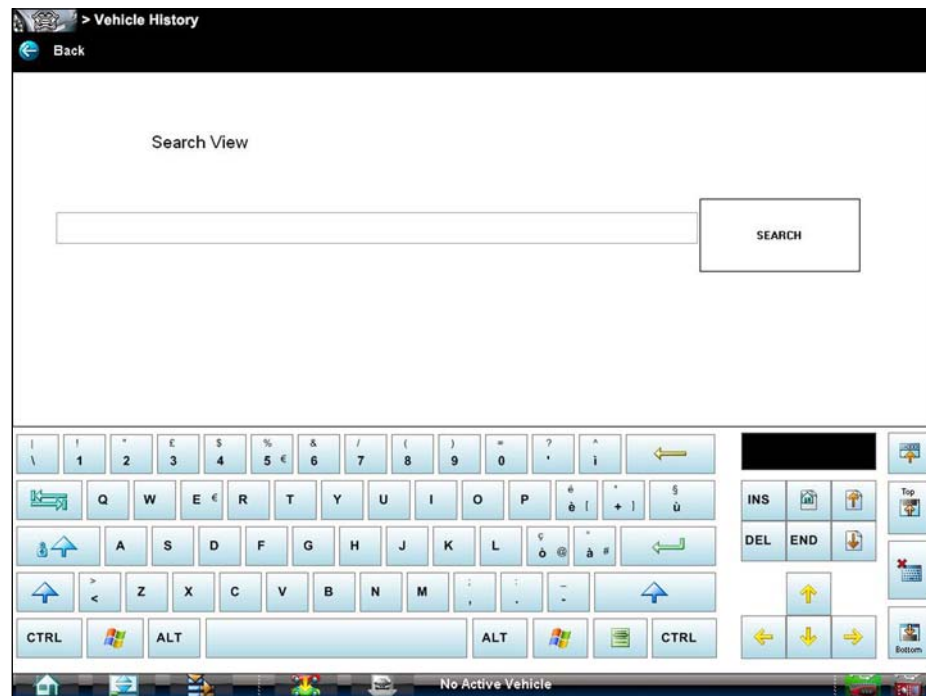 > Vehicle History
Back
Search View
SEARCH
| ! " £ $ % & / ( ) = ? ^
\ 1 2 3 4 5 € 6 7 8 9 0 ' ì
Q W E € R T Y U I O P é è [ * + ] § ù
INS
Top
A S D F G H J K L ç ò @ ° à #
DEL END
> < Z X C V B N M ; , : . _ -
CTRL ALT ALT CTRL
Bottom
No Active Vehicle